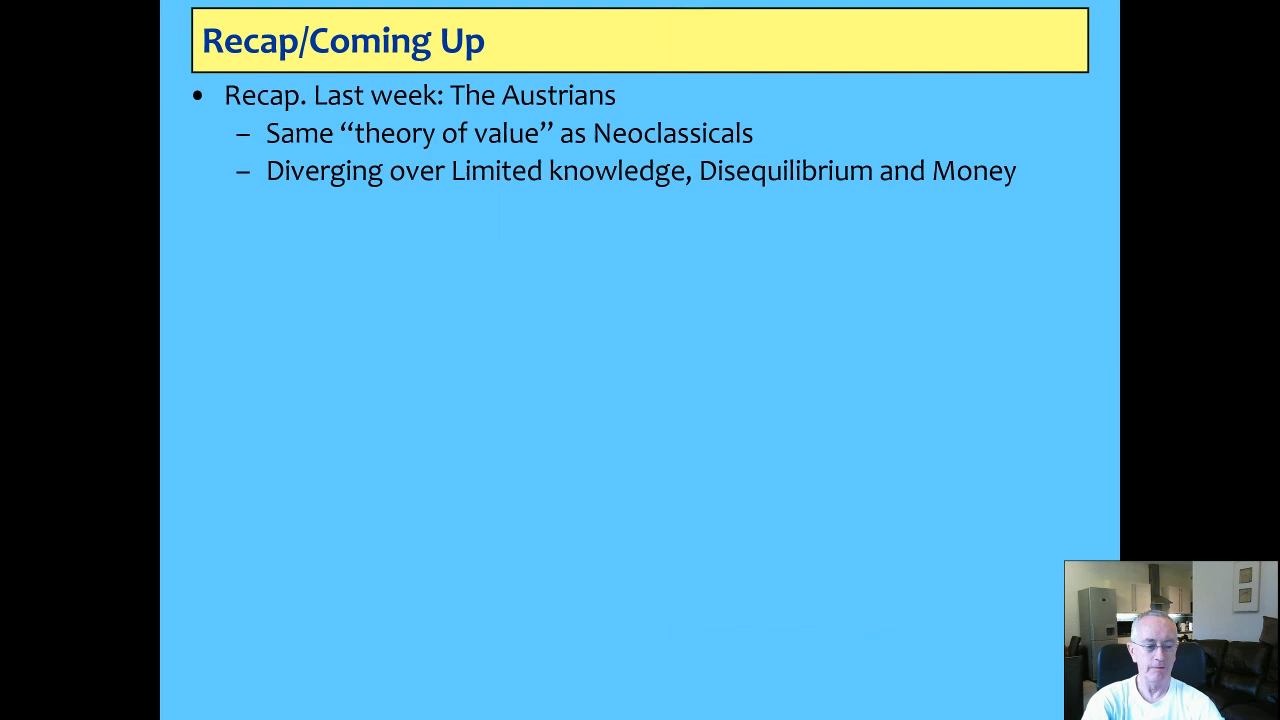 Recap/Coming Up
• Recap. Last week: The Austrians
– Same “theory of value” as Neoclassicals
– Diverging over Limited knowledge, Disequilibrium and Money